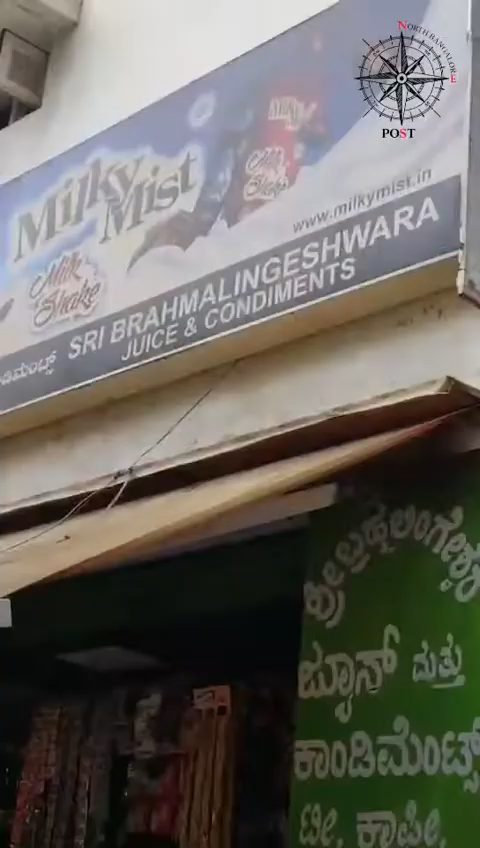 NORTH BANGALORE
POST
Milky
Mist
Milk
Shake
Milky
Milk
Shake
www.milkymist.in
SRI BRAHMALINGESHWARA
JUICE & CONDIMENTS
ಶ್ರೀ ಬ್ರಹ್ಮಲಿಂಗೇಶ್ವರ
ಜ್ಯೂಸ್ ಮತ್ತು
ಕಾಂಡಿಮೆಂಟ್ಸ್
ಟೀ, ಕಾಫೀ,